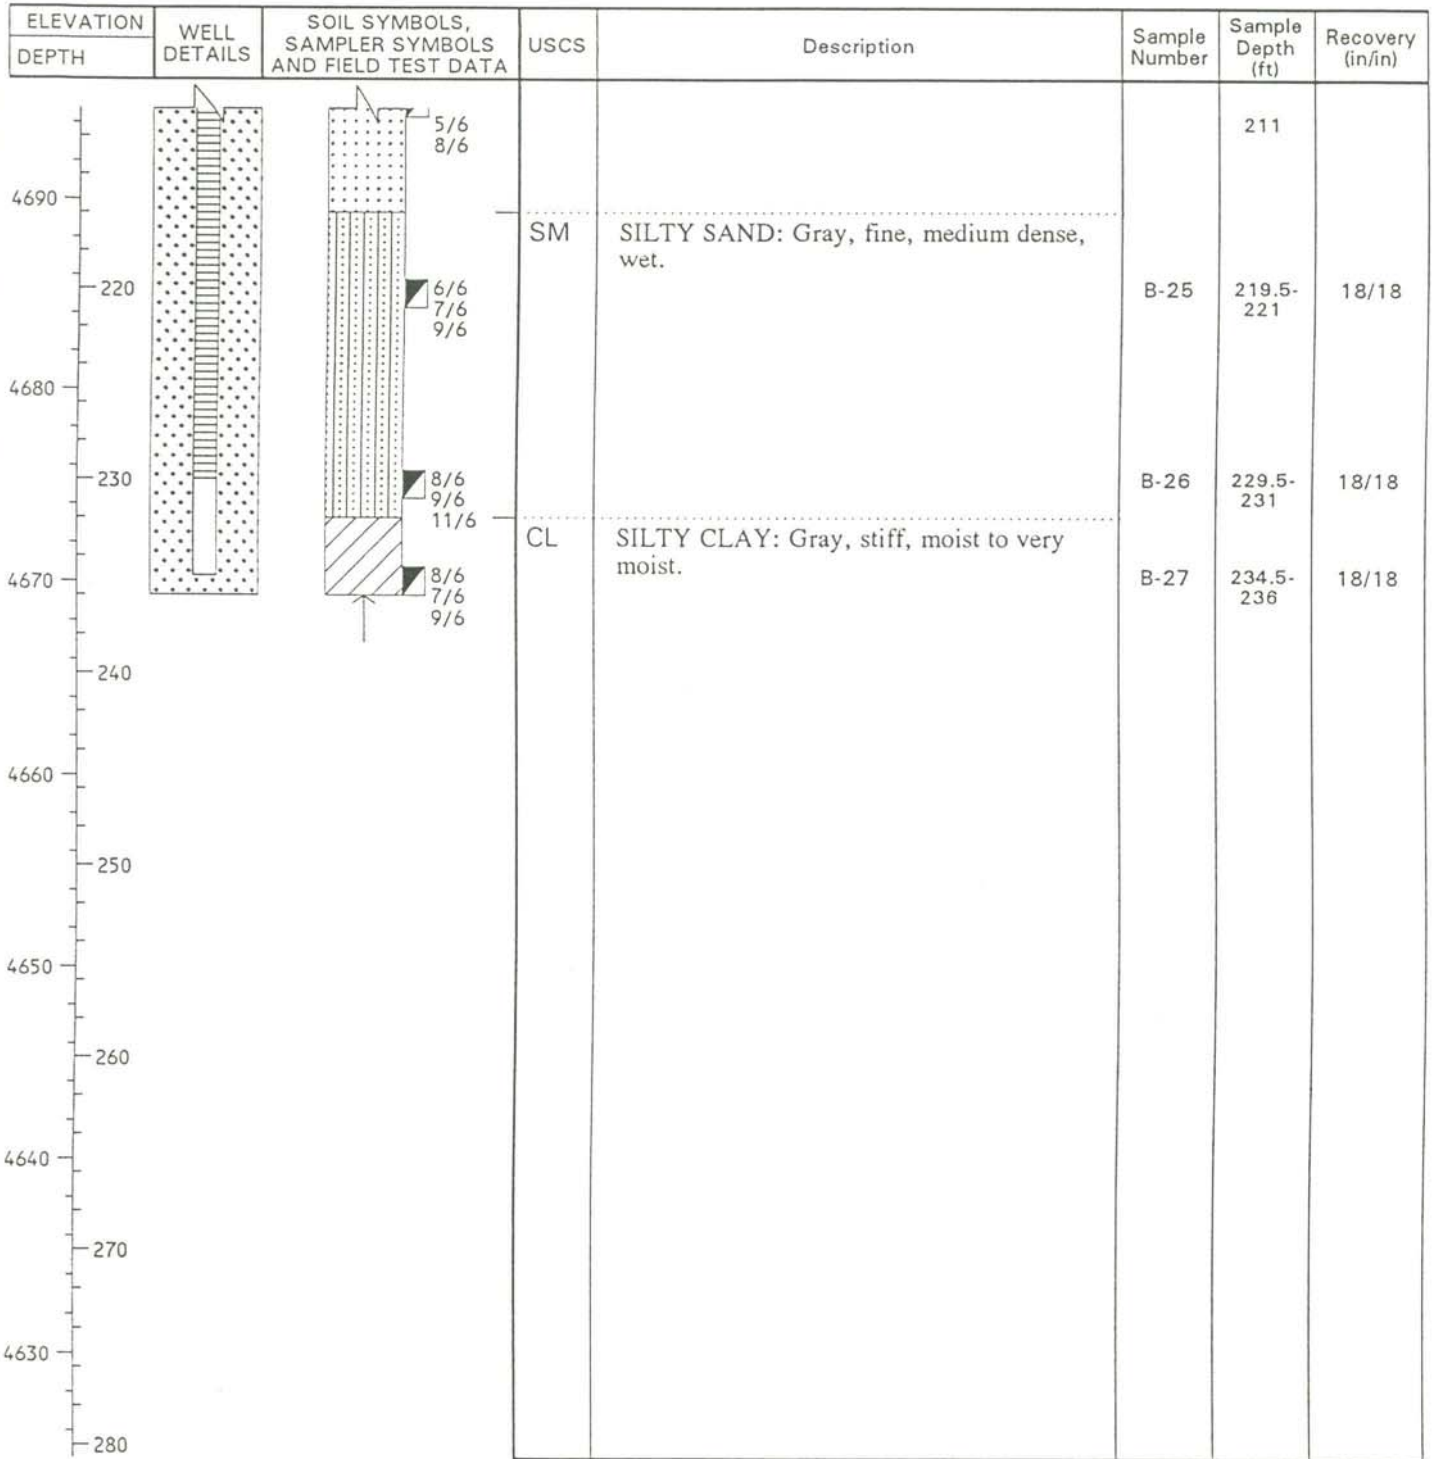 ELEVATION
DEPTH
WELL
DETAILS
SOIL SYMBOLS,
SAMPLER SYMBOLS
AND FIELD TEST DATA
USCS
Description
Sample
Number
Sample
Depth
(ft)
Recovery
(in/in)
5/6
8/6
211
4690
SM
SILTY SAND: Gray, fine, medium dense,
wet.
220
6/6
7/6
9/6
B-25
219.5-
221
18/18
4680
230
8/6
9/6
11/6
B-26
229.5-
231
18/18
CL
SILTY CLAY: Gray, stiff, moist to very
moist.
4670
8/6
7/6
9/6
B-27
234.5-
236
18/18
240
4660
250
4650
260
4640
270
4630
280